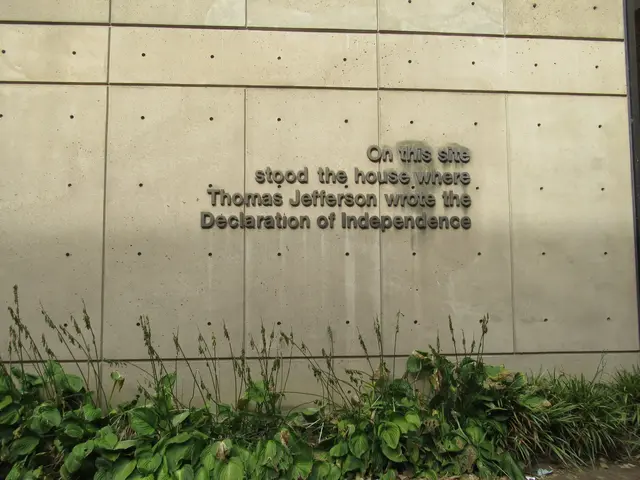 On this site
stood the house where
Thomas Jefferson wrote the
Declaration of Independence